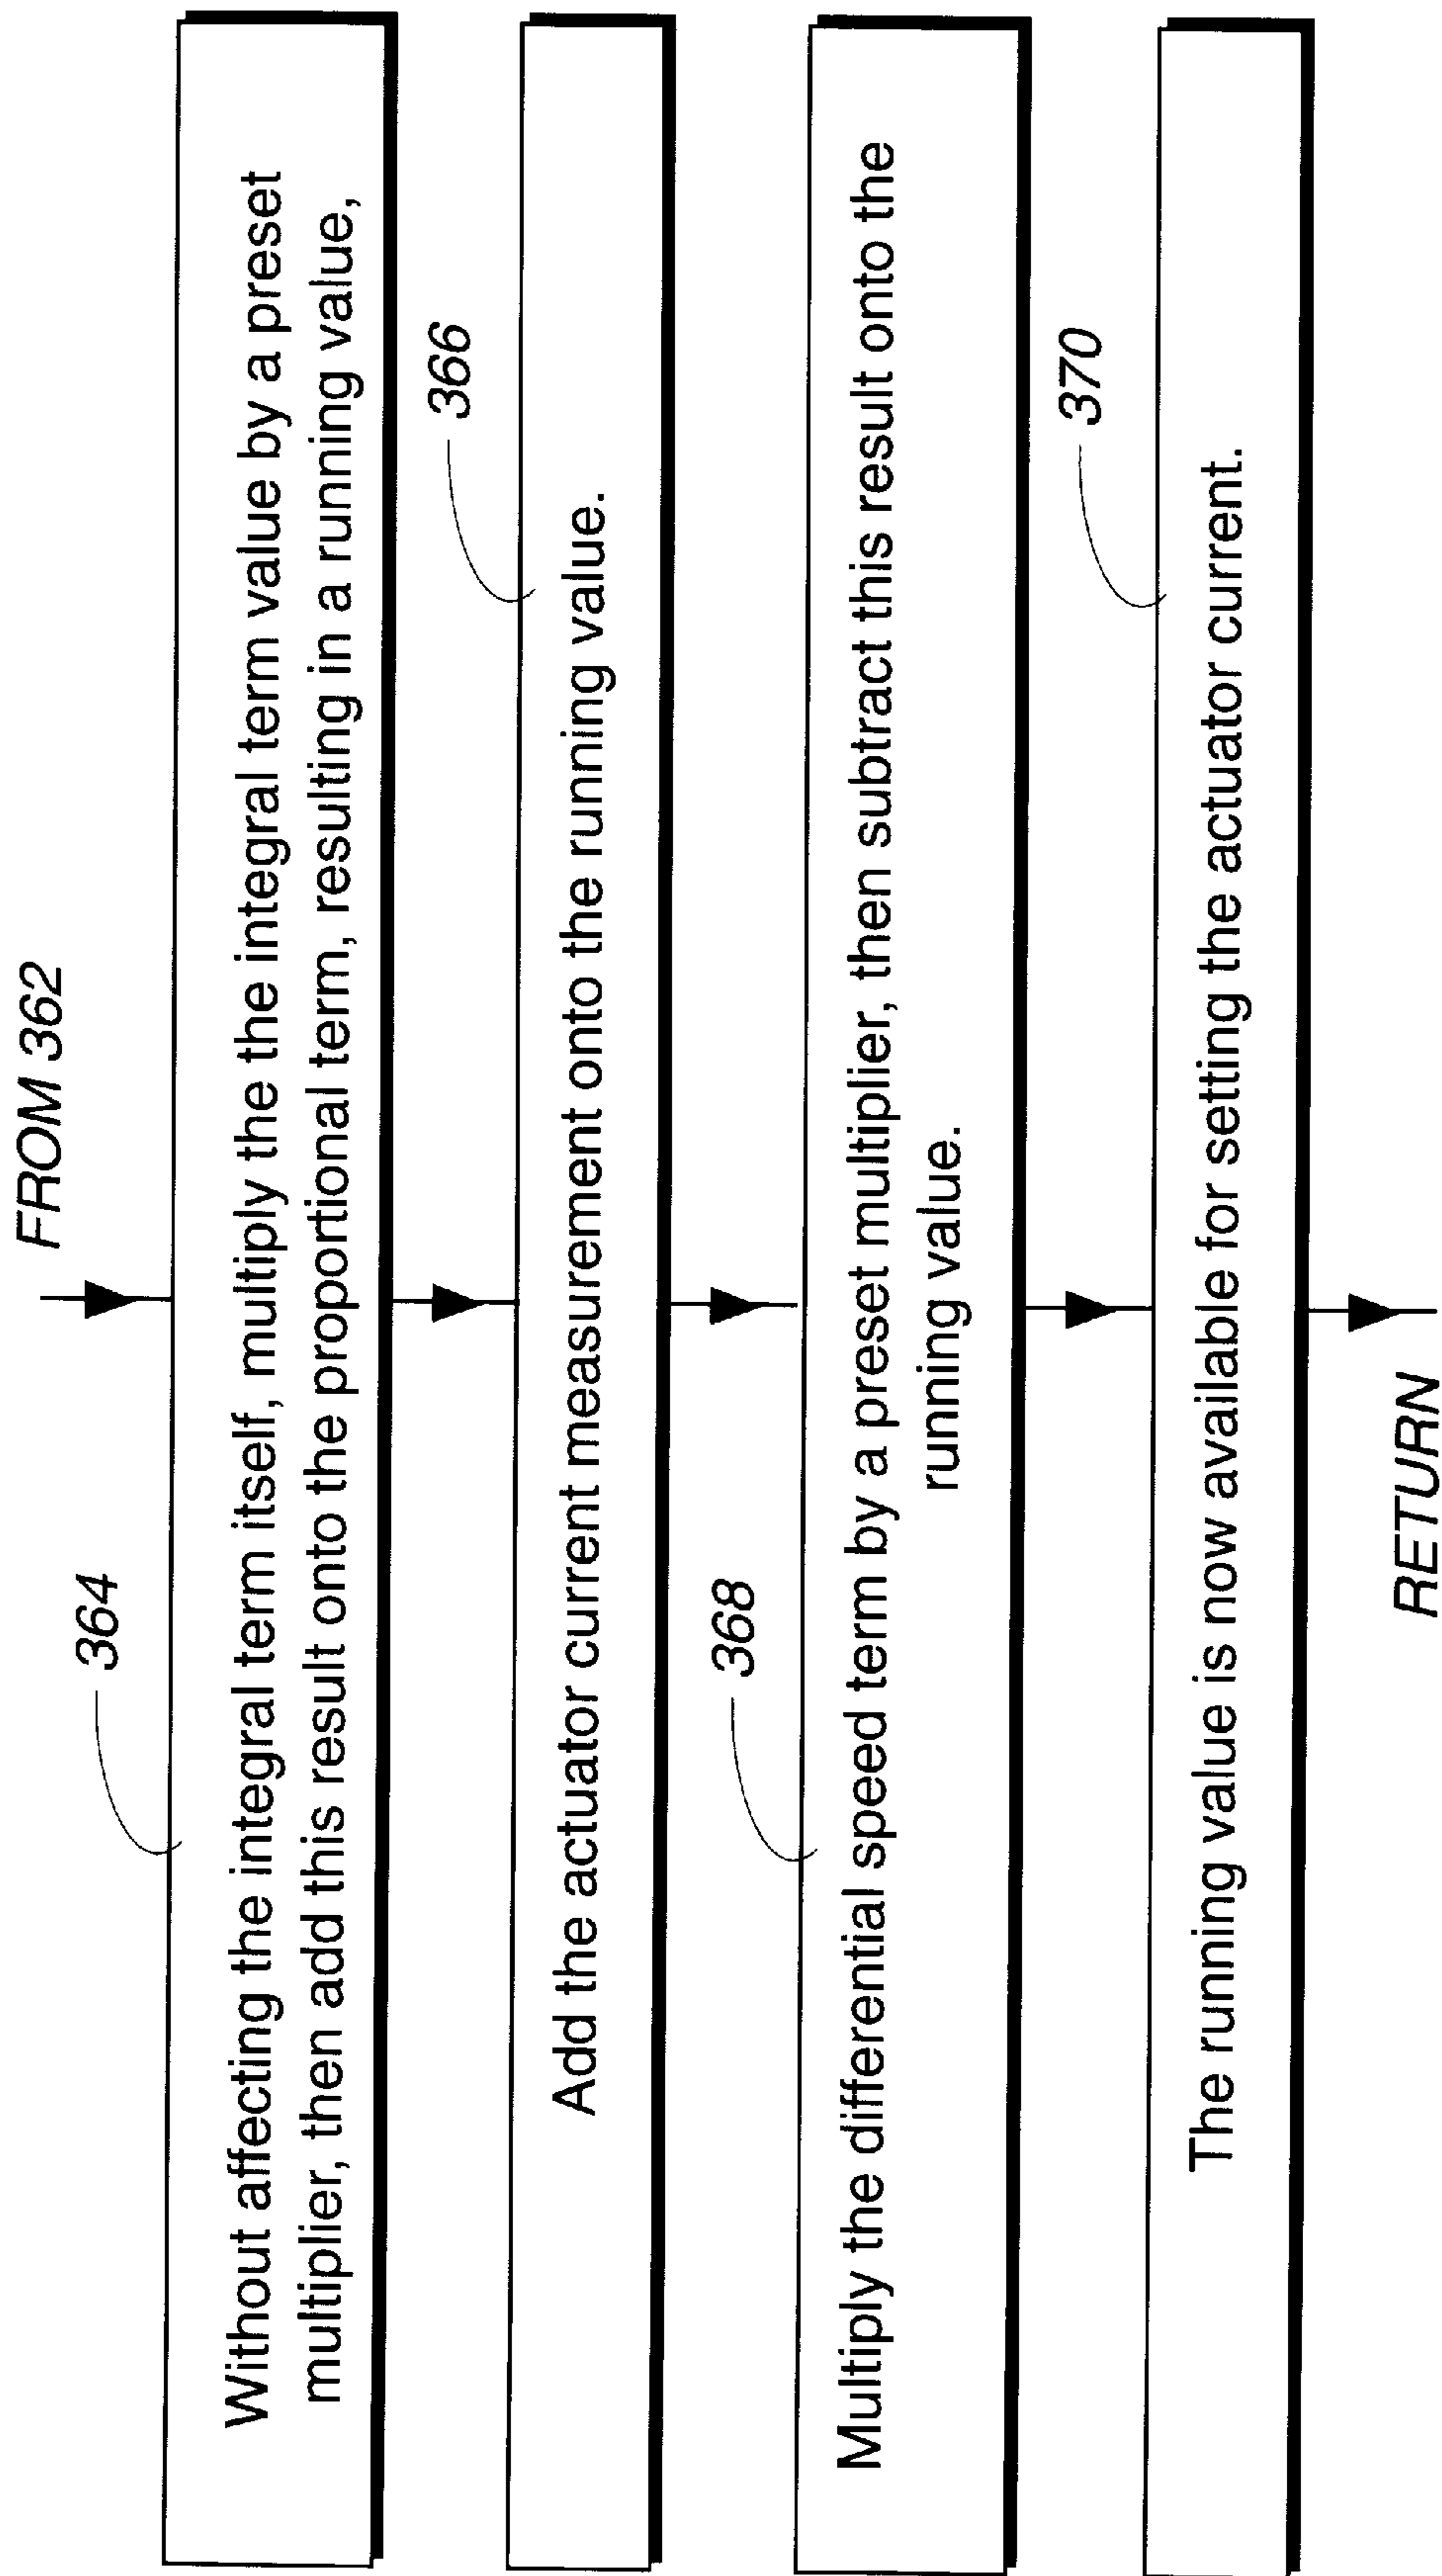 FROM 362
364
Without affecting the integral term itself, multiply the the integral term value by a preset
multiplier, then add this result onto the proportional term, resulting in a running value,
366
Add the actuator current measurement onto the running value.
368
Multiply the differential speed term by a preset multiplier, then subtract this result onto the
running value.
370
The running value is now available for setting the actuator current.
RETURN